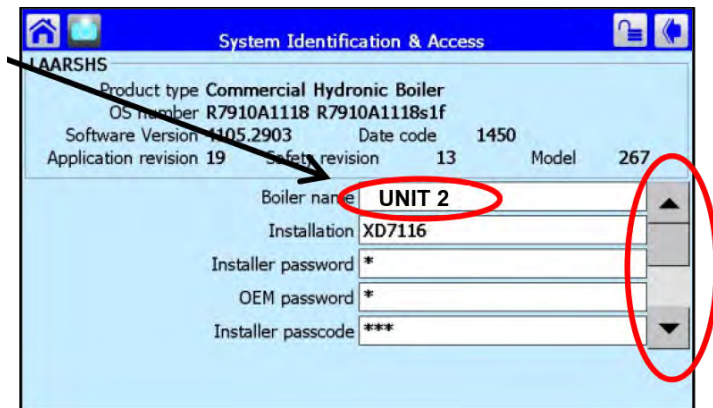 System Identification & Access
LAARSHS
Product type Commercial Hydronic Boiler
OS number R7910A1118 R7910A1118s1f
Software Version 4105.2903 Date code 1450
Application revision 19 Safety revision 13 Model 267
Boiler name UNIT 2
Installation XD7116
Installer password *
OEM password *
Installer passcode ***